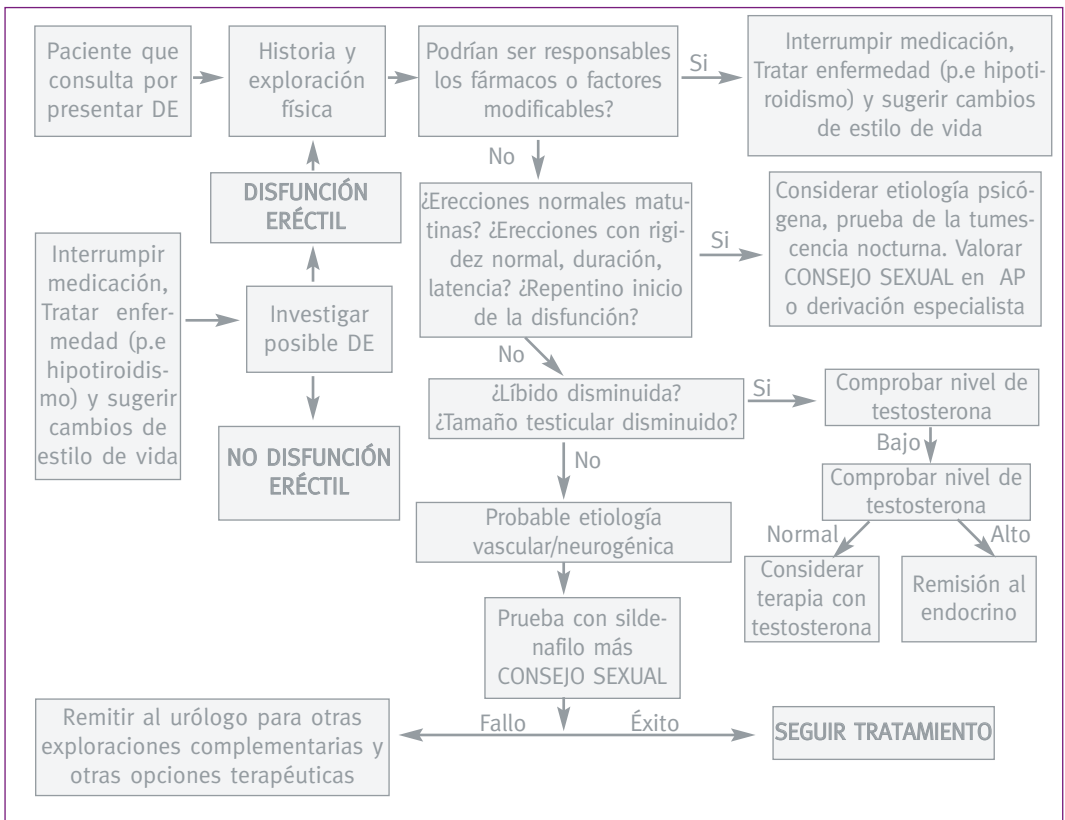 Paciente que
consulta por
presentar DE
Historia y
exploración
física
Podrían ser responsables
los fármacos o factores
modificables?
Si
Interrumpir medicación,
Tratar enfermedad (p.e hipoti-
roidismo) y sugerir cambios
de estilo de vida
No
DISFUNCIÓN
ERÉCTIL
¿Erecciones normales matu-
tinas? ¿Erecciones con rigi-
dez normal, duración,
latencia? ¿Repentino inicio
de la disfunción?
Si
Considerar etiología psicó-
gena, prueba de la tumes-
cencia nocturna. Valorar
CONSEJO SEXUAL en AP
o derivación especialista
Interrumpir
medicación,
Tratar enfer-
medad (p.e
hipotiroidis-
mo) y sugerir
cambios de
estilo de vida
Investigar
posible DE
No
¿Líbido disminuida?
¿Tamaño testicular disminuido?
Si
Comprobar nivel de
testosterona
Bajo
NO DISFUNCIÓN
ERÉCTIL
No
Comprobar nivel de
testosterona
Probable etiología
vascular/neurogénica
Normal
Alto
Considerar
terapia con
testosterona
Remisión al
endocrino
Prueba con silde-
nafilo más
CONSEJO SEXUAL
Remitir al urólogo para otras
exploraciones complementarias y
otras opciones terapéuticas
Fallo
Éxito
SEGUIR TRATAMIENTO